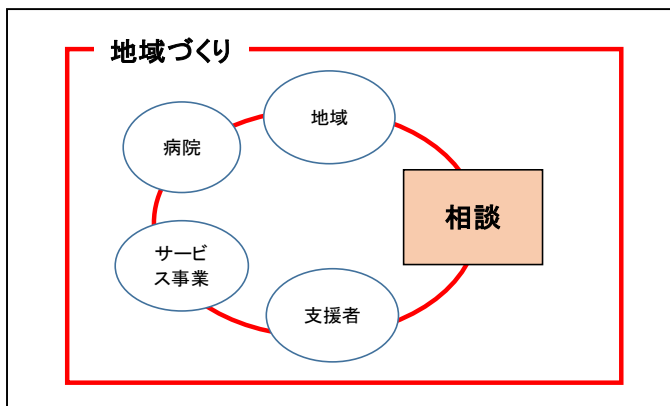 地域づくり
地域
病院
相談
サービ
ス事業
支援者